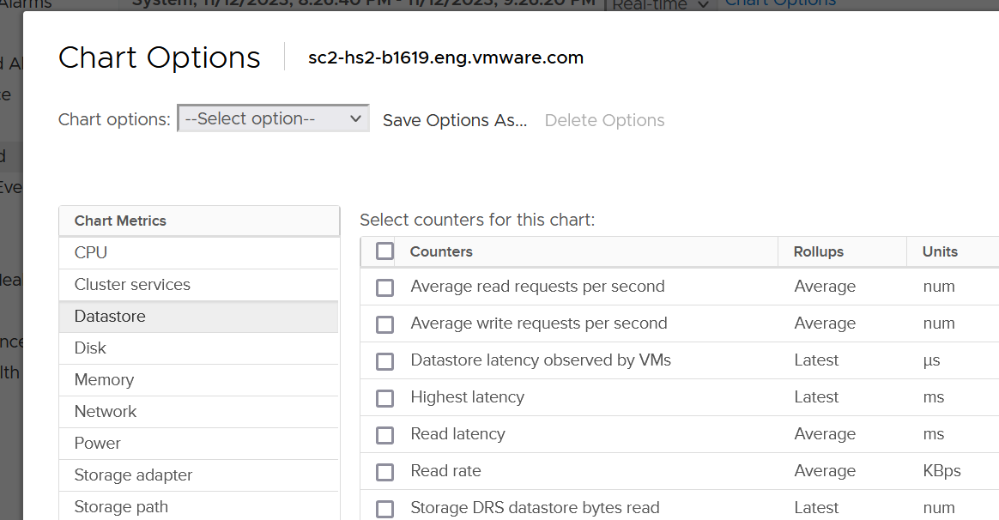 Alarms System, 11/12/2023, 8:26:40 PM - 11/12/2023, 9:26:20 PM Real-time Chart Options
Chart Options sc2-hs2-b1619.eng.vmware.com
Chart options: --Select option-- Save Options As... Delete Options
Chart Metrics
CPU
Cluster services
Datastore
Disk
Memory
Network
Power
Storage adapter
Storage path
Select counters for this chart:
Counters Rollups Units
Average read requests per second Average num
Average write requests per second Average num
Datastore latency observed by VMs Latest µs
Highest latency Latest ms
Read latency Average ms
Read rate Average KBps
Storage DRS datastore bytes read Latest num